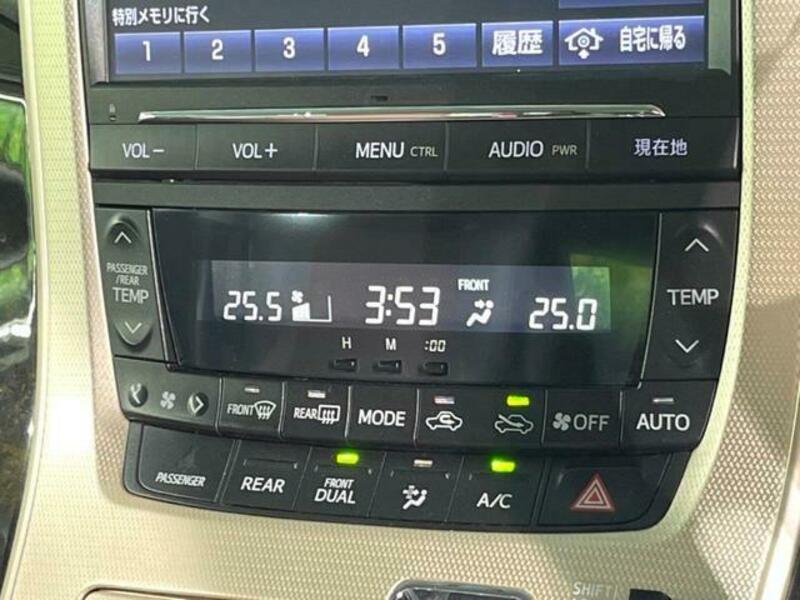 特別メモリに行く
1 2 3 4 5 履歴 自宅に帰る
VOL− VOL+ MENU CTRL AUDIO PWR 現在地
PASSENGER
/REAR
TEMP
25.5 3:53 FRONT 25.0
TEMP
H M :00
FRONT REAR MODE OFF AUTO
PASSENGER REAR FRONT DUAL A/C
SHIFT